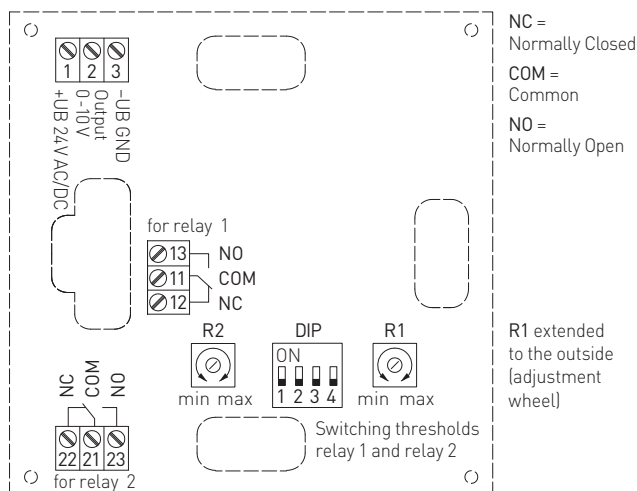 1 2 3
+UB 24V AC/DC
Output
0-10V
–UB GND
for relay 1
13 NO
11 COM
12 NC
R2
min max
DIP
ON
1 2 3 4
R1
min max
Switching thresholds
relay 1 and relay 2
NC COM NO
22 21 23
for relay 2
NC =
Normally Closed
COM =
Common
NO =
Normally Open
R1 extended
to the outside
(adjustment
wheel)